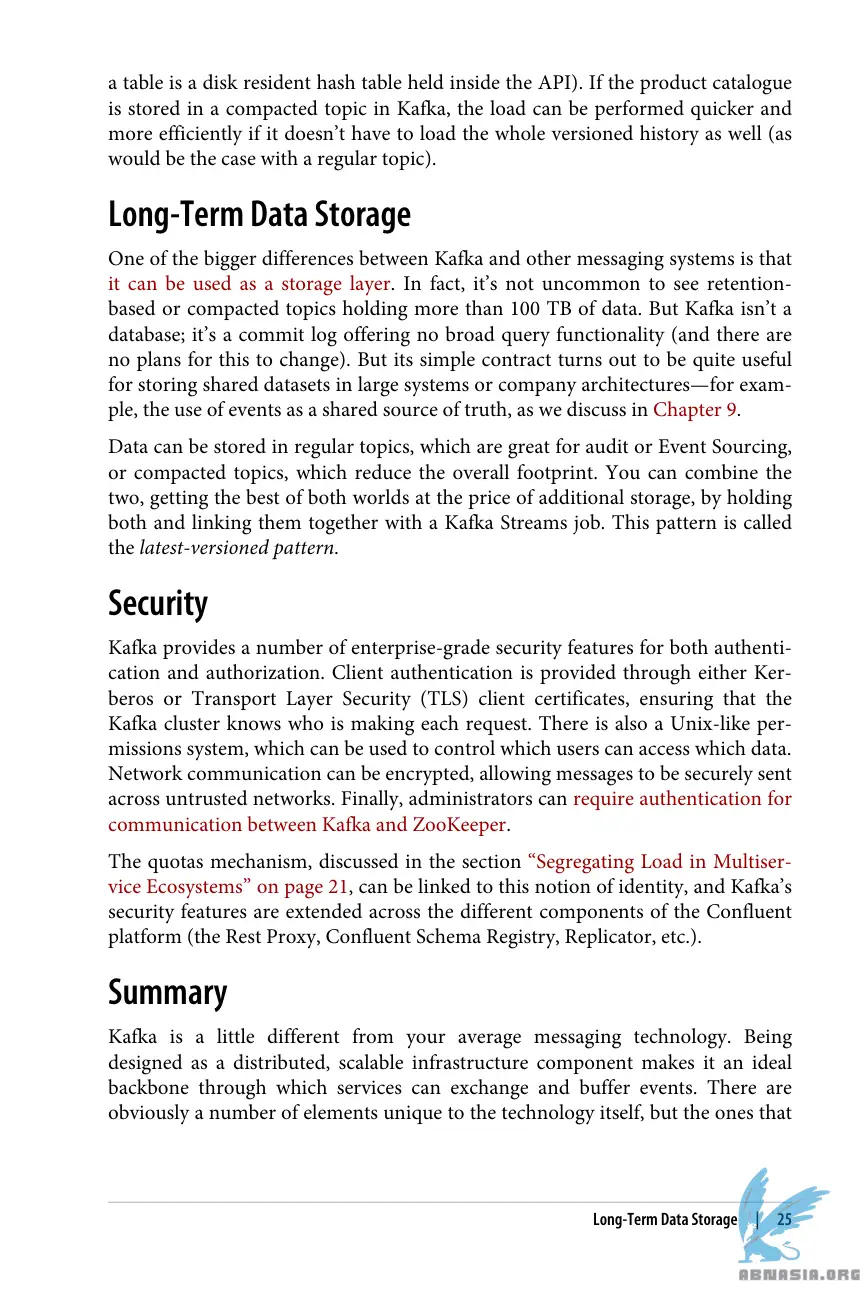 a table is a disk resident hash table held inside the API). If the product catalogue
is stored in a compacted topic in Kafka, the load can be performed quicker and
more efficiently if it doesn’t have to load the whole versioned history as well (as
would be the case with a regular topic).
Long-Term Data Storage
One of the bigger differences between Kafka and other messaging systems is that
it can be used as a storage layer. In fact, it’s not uncommon to see retention-
based or compacted topics holding more than 100 TB of data. But Kafka isn’t a
database; it’s a commit log offering no broad query functionality (and there are
no plans for this to change). But its simple contract turns out to be quite useful
for storing shared datasets in large systems or company architectures—for exam-
ple, the use of events as a shared source of truth, as we discuss in Chapter 9.
Data can be stored in regular topics, which are great for audit or Event Sourcing,
or compacted topics, which reduce the overall footprint. You can combine the
two, getting the best of both worlds at the price of additional storage, by holding
both and linking them together with a Kafka Streams job. This pattern is called
the latest-versioned pattern.
Security
Kafka provides a number of enterprise-grade security features for both authenti-
cation and authorization. Client authentication is provided through either Ker-
beros or Transport Layer Security (TLS) client certificates, ensuring that the
Kafka cluster knows who is making each request. There is also a Unix-like per-
missions system, which can be used to control which users can access which data.
Network communication can be encrypted, allowing messages to be securely sent
across untrusted networks. Finally, administrators can require authentication for
communication between Kafka and ZooKeeper.
The quotas mechanism, discussed in the section “Segregating Load in Multiser-
vice Ecosystems” on page 21, can be linked to this notion of identity, and Kafka’s
security features are extended across the different components of the Confluent
platform (the Rest Proxy, Confluent Schema Registry, Replicator, etc.).
Summary
Kafka is a little different from your average messaging technology. Being
designed as a distributed, scalable infrastructure component makes it an ideal
backbone through which services can exchange and buffer events. There are
obviously a number of elements unique to the technology itself, but the ones that
Long-Term Data Storage | 25
ABNASIA.ORG